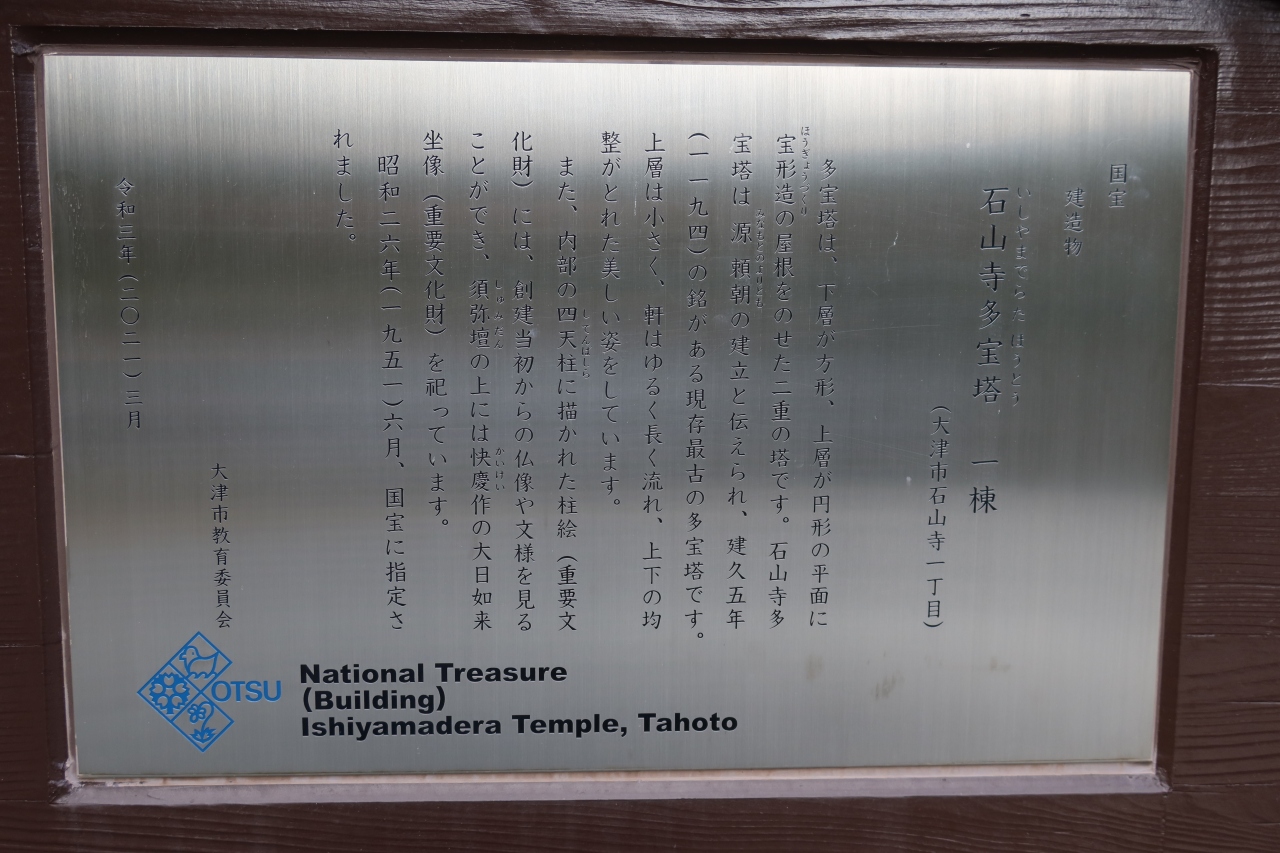 国宝
建造物
いしやまでらた ほうとう
石山寺多宝塔 一棟
(大津市石山寺一丁目)
多宝塔は、下層が方形、上層が円形の平面に
ほうぎょうづくり
宝形造の屋根をのせた二重の塔です。石山寺多
みなもとのよりとも
宝塔は源頼朝の建立と伝えられ、建久五年
(一一九四)の銘がある現存最古の多宝塔です。
上層は小さく、軒はゆるく長く流れ、上下の均
整がとれた美しい姿をしています。
してんばしら
また、内部の四天柱に描かれた柱絵(重要文
化財)には、創建当初からの仏像や文様を見る
しゅみだん かいけい
ことができ、須弥壇の上には快慶作の大日如来
坐像(重要文化財)を祀っています。
昭和二六年(一九五一)六月、国宝に指定さ
れました。
大津市教育委員会
令和三年(二〇二一)三月
OTSU
National Treasure
(Building)
Ishiyamadera Temple, Tahoto